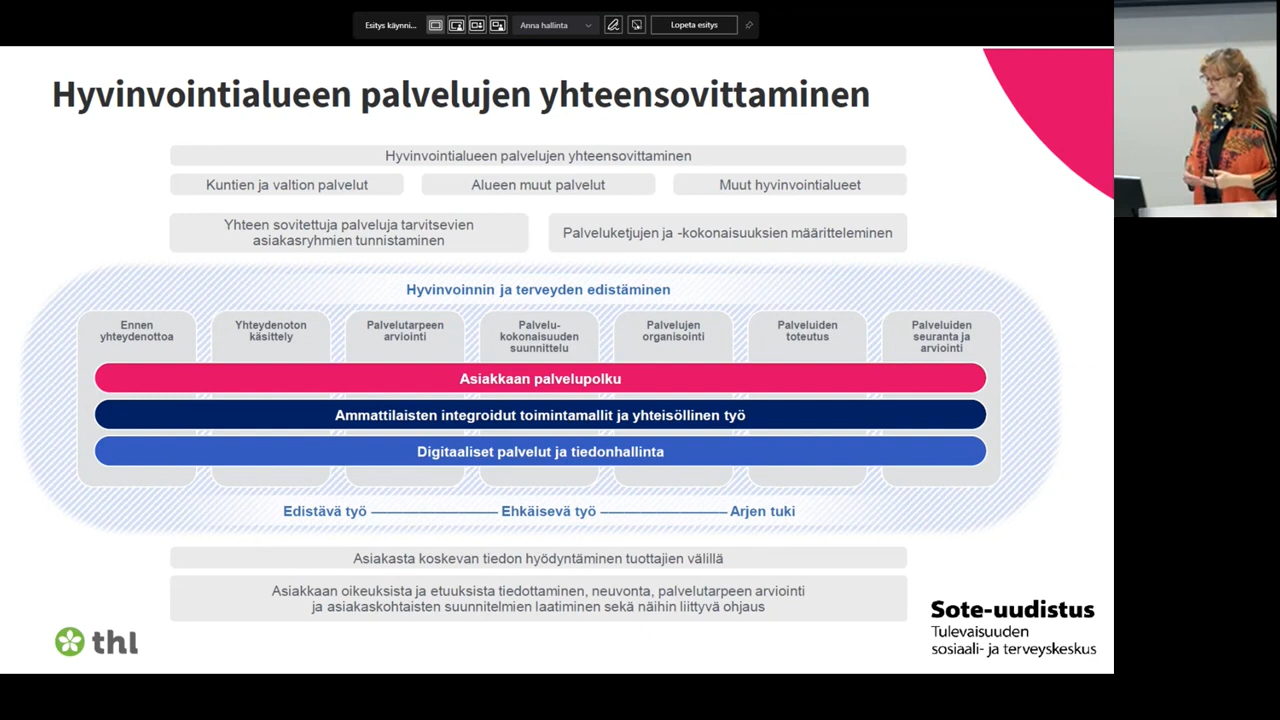 Esitys käynni...
Anna hallinta
Lopeta esitys
Hyvinvointialueen palvelujen yhteensovittaminen
Hyvinvointialueen palvelujen yhteensovittaminen
Kuntien ja valtion palvelut
Alueen muut palvelut
Muut hyvinvointialueet
Yhteen sovitettuja palveluja tarvitsevien
asiakasryhmien tunnistaminen
Palveluketjujen ja -kokonaisuuksien määritteleminen
Hyvinvoinnin ja terveyden edistäminen
Ennen
yhteydenottoa
Yhteydenoton
käsittely
Palvelutarpeen
arviointi
Palvelu-
kokonaisuuden
suunnittelu
Palvelujen
organisointi
Palveluiden
toteutus
Palveluiden
seuranta ja
arviointi
Asiakkaan palvelupolku
Ammattilaisten integroidut toimintamallit ja yhteisöllinen työ
Digitaaliset palvelut ja tiedonhallinta
Edistävä työ ———————— Ehkäisevä työ ———————— Arjen tuki
Asiakasta koskevan tiedon hyödyntäminen tuottajien välillä
Asiakkaan oikeuksista ja etuuksista tiedottaminen, neuvonta, palvelutarpeen arviointi
ja asiakaskohtaisten suunnitelmien laatiminen sekä näihin liittyvä ohjaus
thl
Sote-uudistus
Tulevaisuuden
sosiaali- ja terveyskeskus